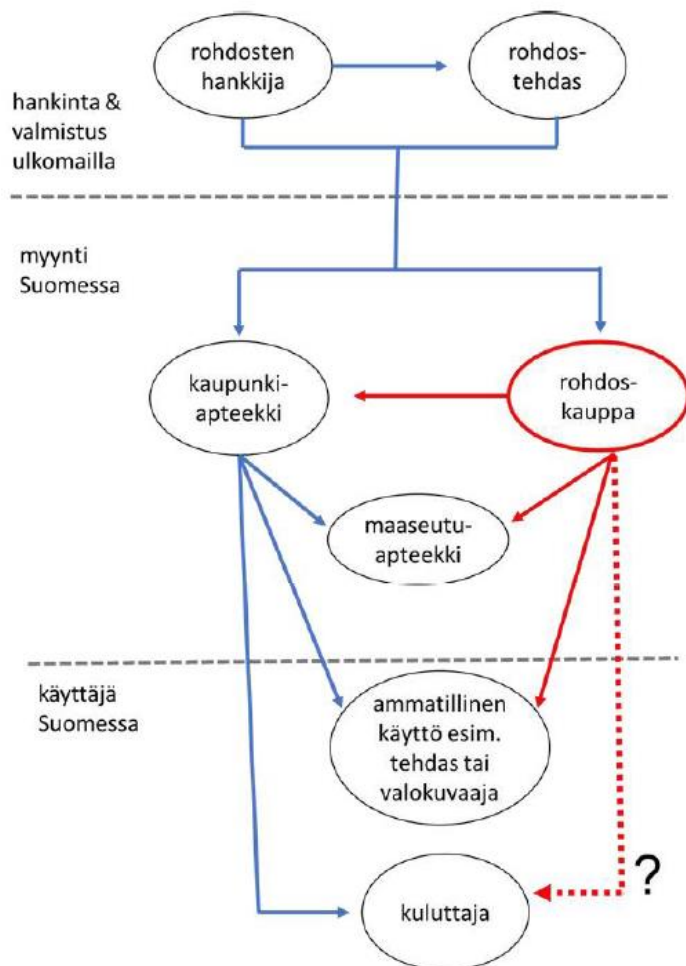 rohdosten
hankkija
rohdos-
tehdas
hankinta &
valmistus
ulkomailla
myynti
Suomessa
kaupunki-
apteekki
rohdos-
kauppa
maaseutu-
apteekki
käyttäjä
Suomessa
ammatillinen
käyttö esim.
tehdas tai
valokuvaaja
?
kuluttaja